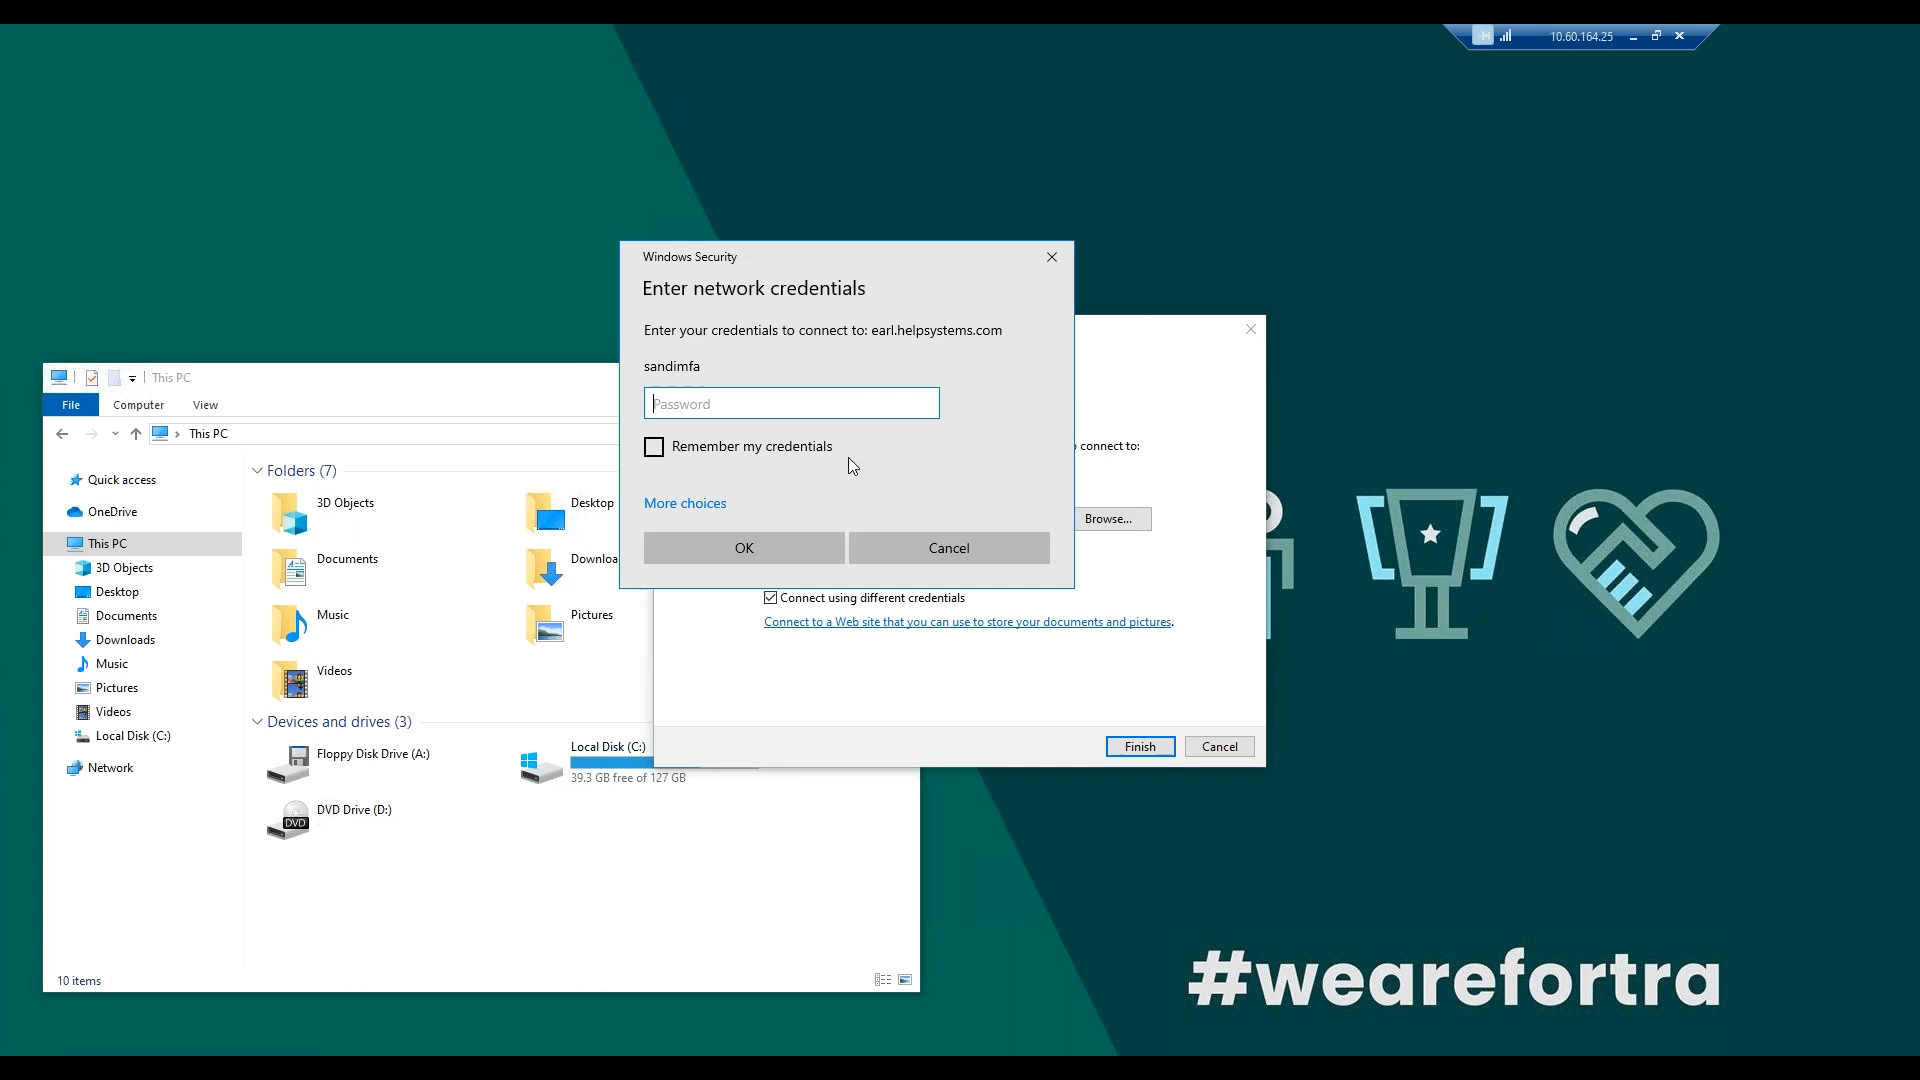 10.60.164.25
Windows Security
Enter network credentials
Enter your credentials to connect to: earl.helpsystems.com
sandimfa
Password
Remember my credentials
More choices
OK
Cancel
connect to:
Browse...
Connect using different credentials
Connect to a Web site that you can use to store your documents and pictures.
Finish
Cancel
This PC
File
Computer
View
This PC
Quick access
OneDrive
This PC
3D Objects
Desktop
Documents
Downloads
Music
Pictures
Videos
Local Disk (C:)
Network
Folders (7)
3D Objects
Desktop
Documents
Downloa
Music
Pictures
Videos
Devices and drives (3)
Floppy Disk Drive (A:)
Local Disk (C:)
39.3 GB free of 127 GB
DVD Drive (D:)
DVD
10 items
#wearefortra